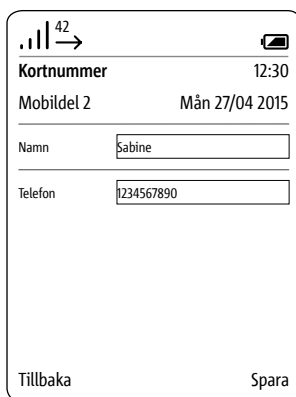 42
Kortnummer 12:30
Mobildel 2 Mån 27/04 2015
Namn Sabine
Telefon 1234567890
Tillbaka Spara